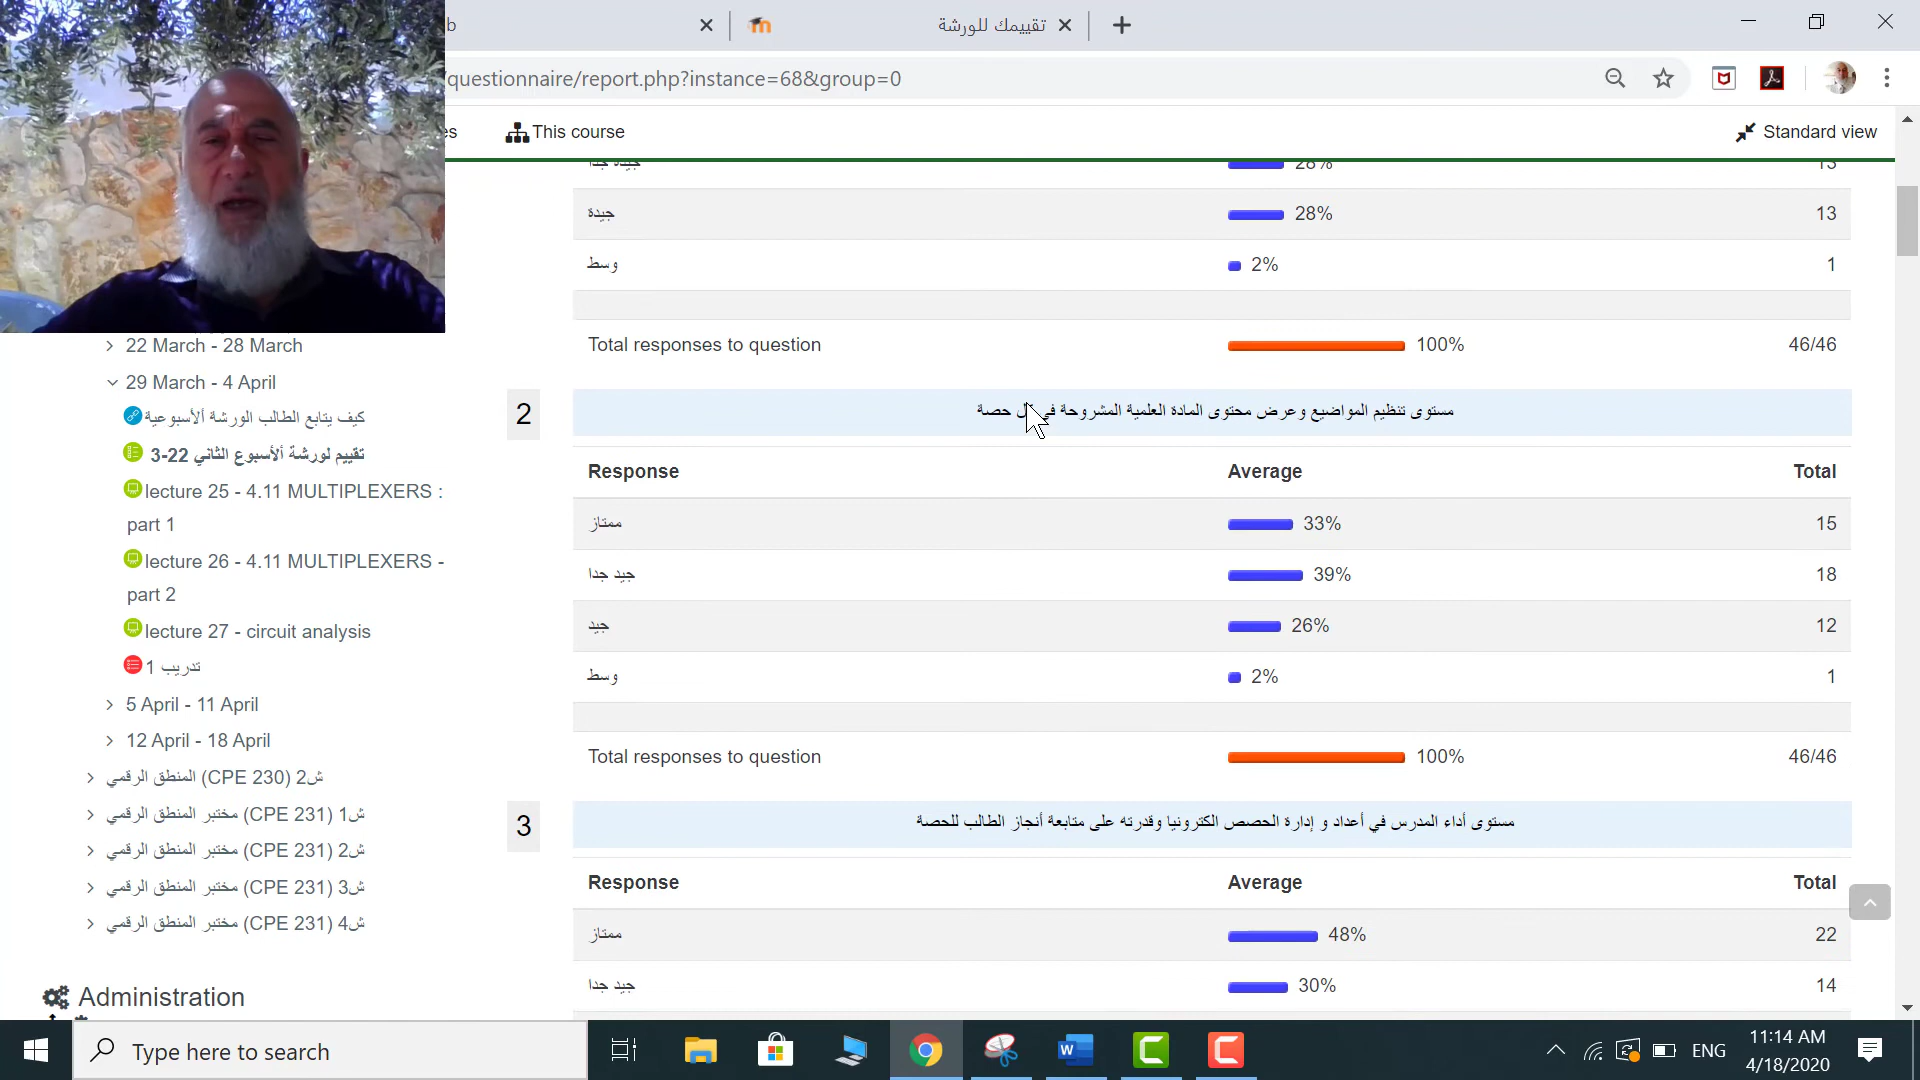 b
تقييمك للورشة
/questionnaire/report.php?instance=68&group=0
es
This course
Standard view
جيدة جدا 28% 13
جيدة 28% 13
وسط 2% 1
Total responses to question 100% 46/46
2
مستوى تنظيم المواضيع وعرض محتوى المادة العلمية المشروحة في ل حصة
Response Average Total
ممتاز 33% 15
جيد جدا 39% 18
جيد 26% 12
وسط 2% 1
Total responses to question 100% 46/46
3
مستوى أداء المدرس في أعداد و إدارة الحصص الكترونيا وقدرته على متابعة أنجاز الطالب للحصة
Response Average Total
ممتاز 48% 22
جيد جدا 30% 14
22 March - 28 March
29 March - 4 April
كيف يتابع الطالب الورشة ألأسبوعية
تقييم لورشة ألأسبوع الثاني 22-3
lecture 25 - 4.11 MULTIPLEXERS :
part 1
lecture 26 - 4.11 MULTIPLEXERS -
part 2
lecture 27 - circuit analysis
تدريب 1
5 April - 11 April
12 April - 18 April
ش2 (CPE 230) المنطق الرقمي
ش1 (CPE 231) مختبر المنطق الرقمي
ش2 (CPE 231) مختبر المنطق الرقمي
ش3 (CPE 231) مختبر المنطق الرقمي
ش4 (CPE 231) مختبر المنطق الرقمي
Administration
Type here to search
ENG
11:14 AM
4/18/2020